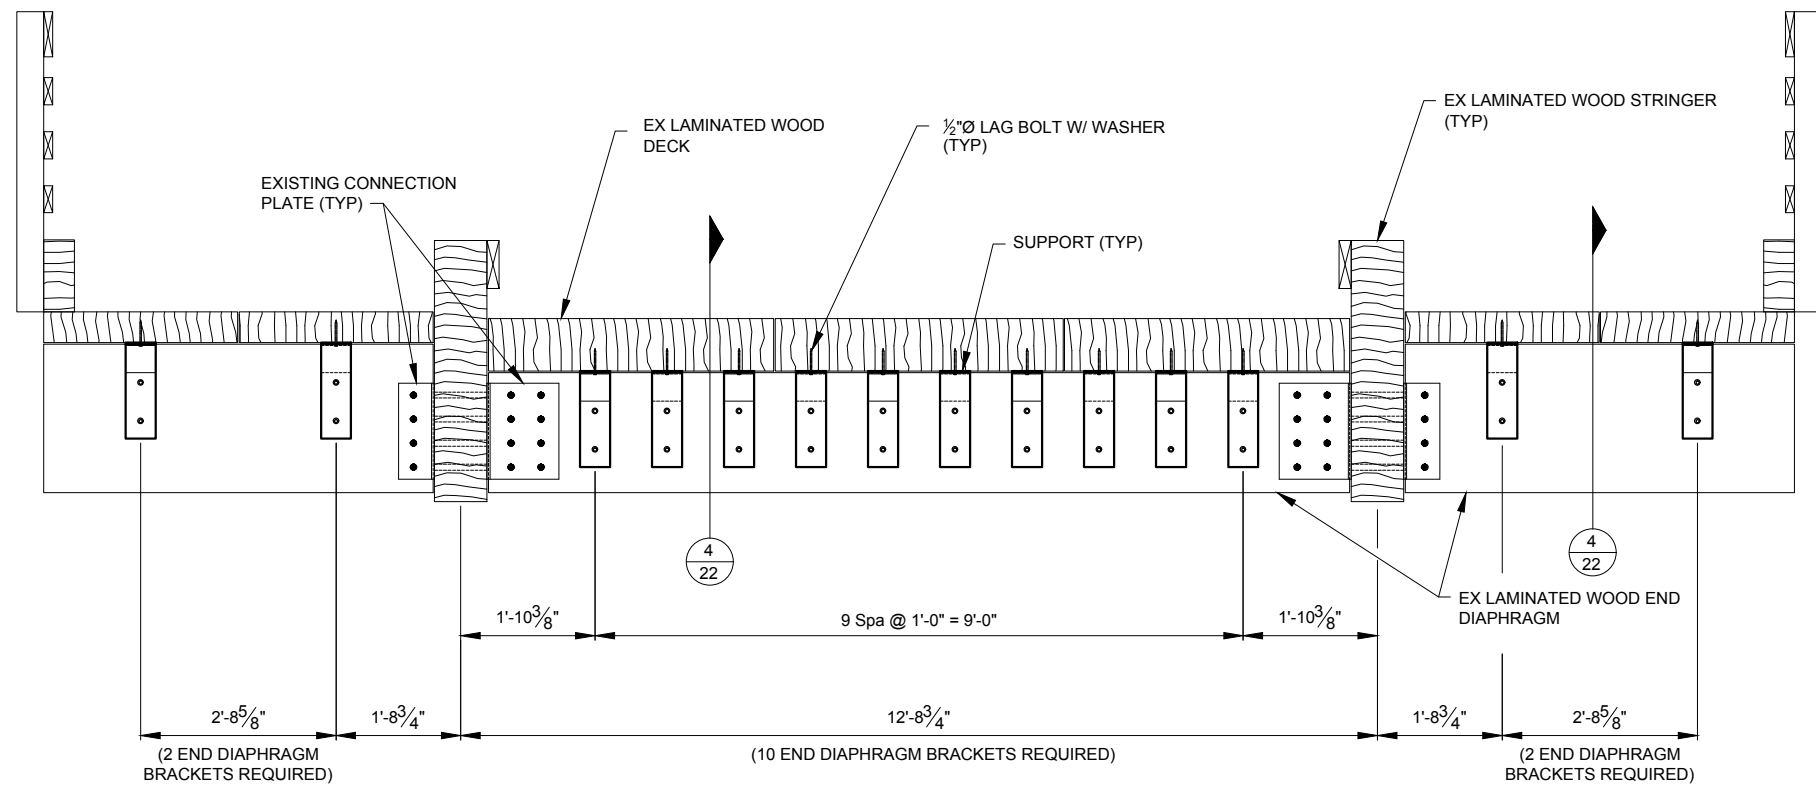 EX LAMINATED WOOD STRINGER
(TYP)
EX LAMINATED WOOD
DECK
½"Ø LAG BOLT W/ WASHER
(TYP)
EXISTING CONNECTION
PLATE (TYP)
SUPPORT (TYP)
4
22
4
22
EX LAMINATED WOOD END
DIAPHRAGM
1'-10⅜"
9 Spa @ 1'-0" = 9'-0"
1'-10⅜"
2'-8⅝"
1'-8¾"
12'-8¾"
1'-8¾"
2'-8⅝"
(2 END DIAPHRAGM
BRACKETS REQUIRED)
(10 END DIAPHRAGM BRACKETS REQUIRED)
(2 END DIAPHRAGM
BRACKETS REQUIRED)